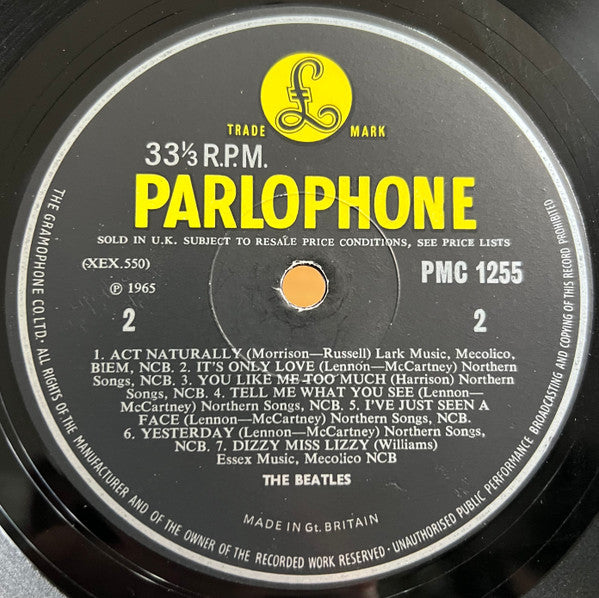 £
TRADE MARK
33⅓ R.P.M.
PARLOPHONE
SOLD IN U.K. SUBJECT TO RESALE PRICE CONDITIONS, SEE PRICE LISTS
(XEX.550) PMC 1255
℗ 1965
2 2
1. ACT NATURALLY (Morrison—Russell) Lark Music, Mecolico,
BIEM, NCB. 2. IT'S ONLY LOVE (Lennon—McCartney) Northern
Songs, NCB. 3. YOU LIKE ME TOO MUCH (Harrison) Northern
Songs, NCB. 4. TELL ME WHAT YOU SEE (Lennon—
McCartney) Northern Songs, NCB. 5. I'VE JUST SEEN A
FACE (Lennon—McCartney) Northern Songs, NCB.
6. YESTERDAY (Lennon—McCartney) Northern Songs,
NCB. 7. DIZZY MISS LIZZY (Williams)
Essex Music, Mecolico NCB
THE BEATLES
MADE IN Gt. BRITAIN
THE GRAMOPHONE CO. LTD. · ALL RIGHTS OF THE MANUFACTURER AND OF THE OWNER OF THE RECORDED WORK RESERVED · UNAUTHORISED PUBLIC PERFORMANCE BROADCASTING AND COPYING OF THIS RECORD PROHIBITED